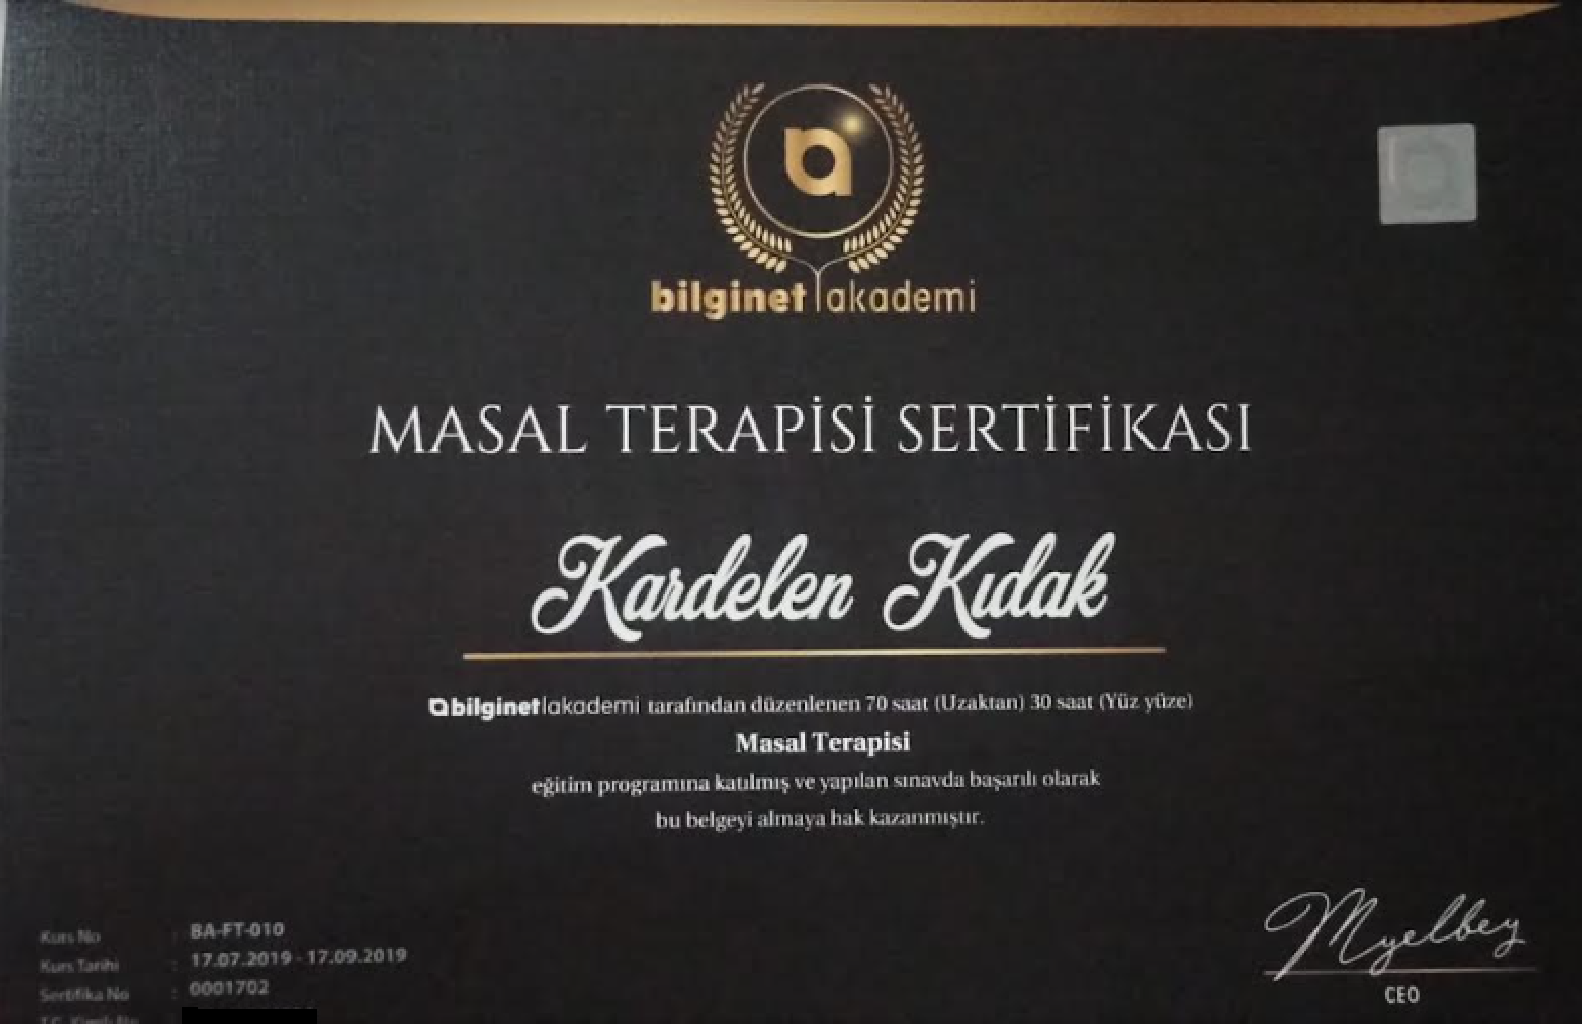 bilginet akademi
MASAL TERAPİSİ SERTİFİKASI
Kardelen Kıdak
bilginet akademi tarafından düzenlenen 70 saat (Uzaktan) 30 saat (Yüz yüze)
Masal Terapisi
eğitim programına katılmış ve yapılan sınavda başarılı olarak
bu belgeyi almaya hak kazanmıştır.
Kurs No : BA-FT-010
Kurs Tarihi : 17.07.2019 - 17.09.2019
Sertifika No : 0001702
Myelbey
CEO